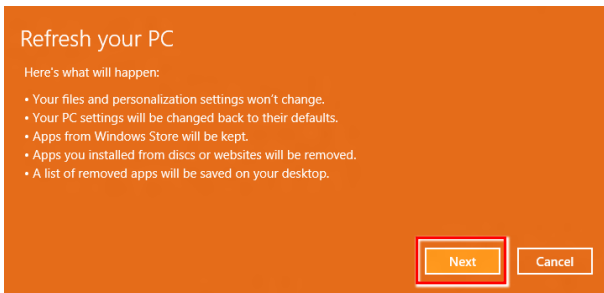 Refresh your PC
Here's what will happen:
• Your files and personalization settings won't change.
• Your PC settings will be changed back to their defaults.
• Apps from Windows Store will be kept.
• Apps you installed from discs or websites will be removed.
• A list of removed apps will be saved on your desktop.
Next Cancel